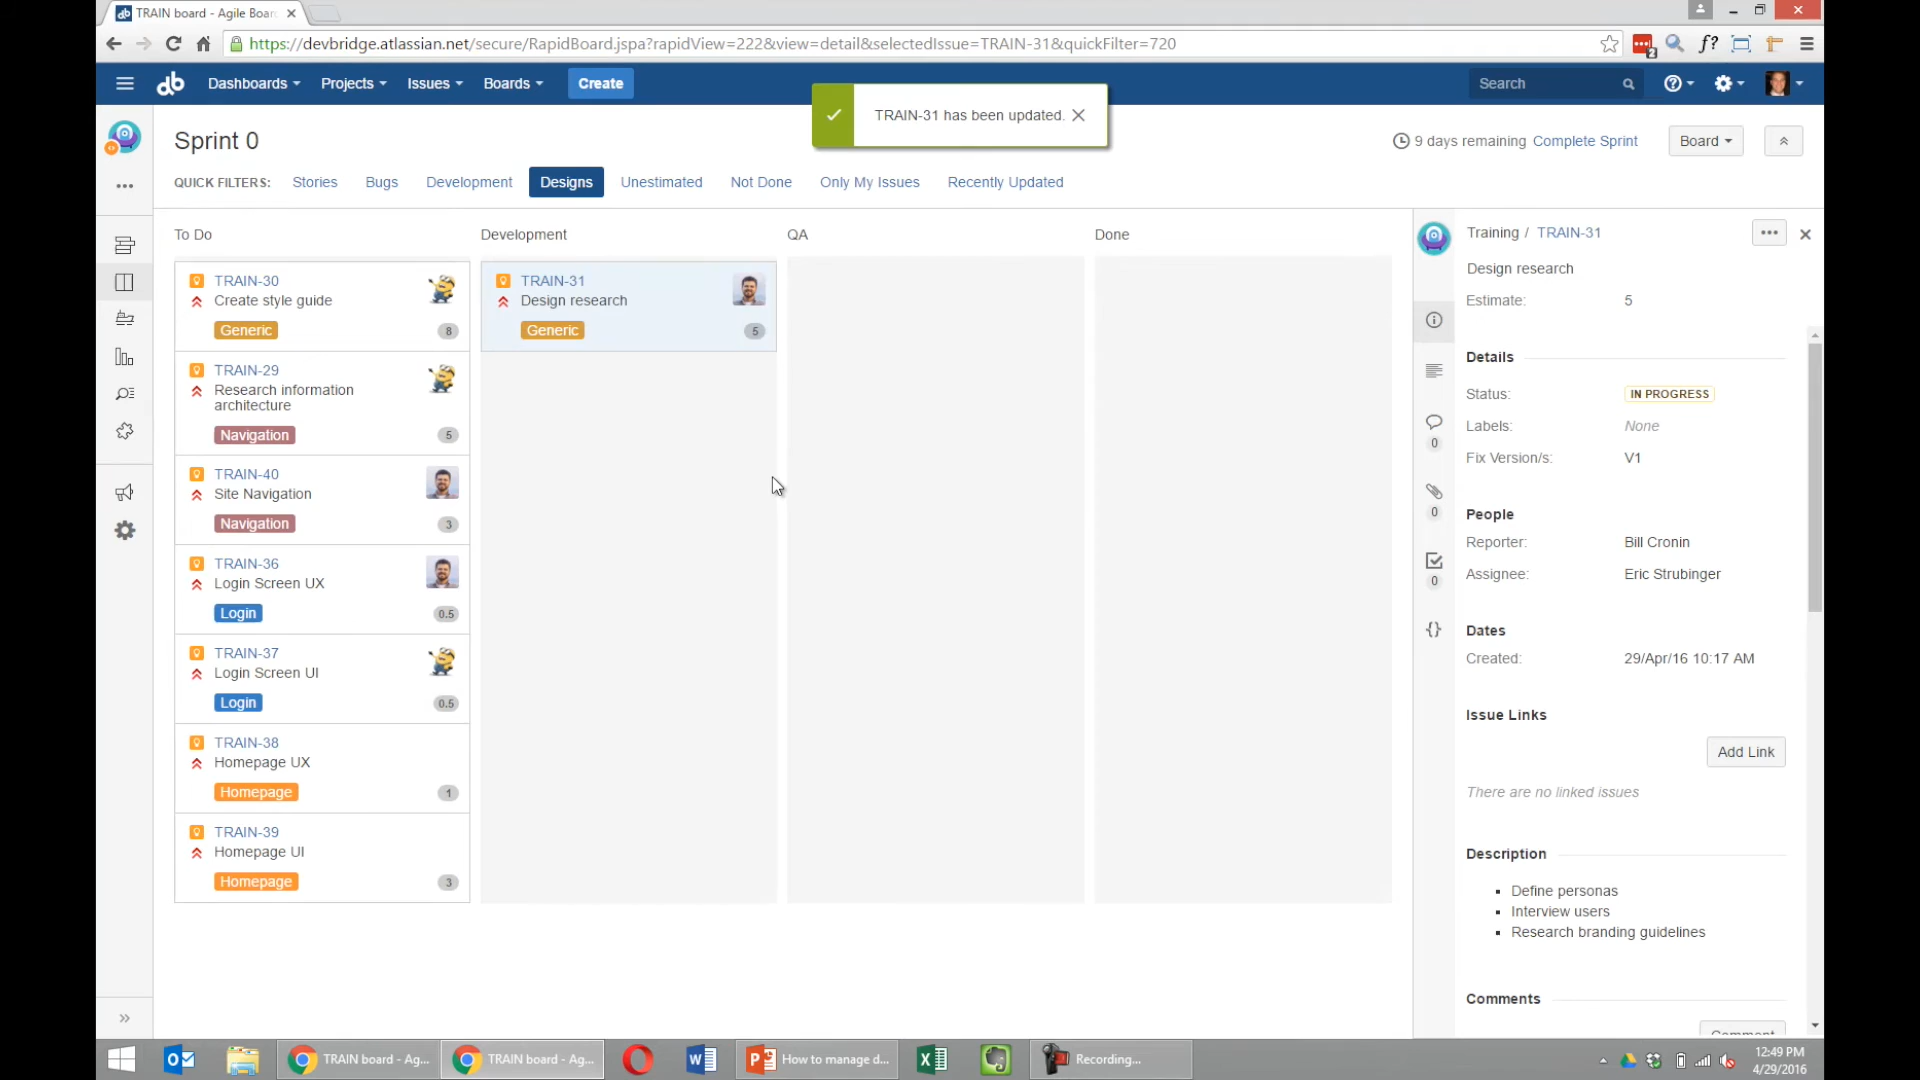 TRAIN board - Agile Boar
https://devbridge.atlassian.net/secure/RapidBoard.jspa?rapidView=222&view=detail&selectedIssue=TRAIN-31&quickFilter=720
2
f?
Dashboards
Projects
Issues
Boards
Create
Search
TRAIN-31 has been updated.
Sprint 0
9 days remaining
Complete Sprint
Board
QUICK FILTERS:
Stories
Bugs
Development
Designs
Unestimated
Not Done
Only My Issues
Recently Updated
To Do
Development
QA
Done
TRAIN-30
Create style guide
Generic
8
TRAIN-29
Research information
architecture
Navigation
5
TRAIN-40
Site Navigation
Navigation
3
TRAIN-36
Login Screen UX
Login
0.5
TRAIN-37
Login Screen UI
Login
0.5
TRAIN-38
Homepage UX
Homepage
1
TRAIN-39
Homepage UI
Homepage
3
TRAIN-31
Design research
Generic
5
Training / TRAIN-31
Design research
Estimate: 5
Details
Status: IN PROGRESS
Labels: None
Fix Version/s: V1
People
Reporter: Bill Cronin
Assignee: Eric Strubinger
Dates
Created: 29/Apr/16 10:17 AM
Issue Links
Add Link
There are no linked issues
Description
Define personas
Interview users
Research branding guidelines
Comments
Comment
0
0
0
TRAIN board - Ag...
TRAIN board - Ag...
How to manage d...
Recording...
12:49 PM
4/29/2016